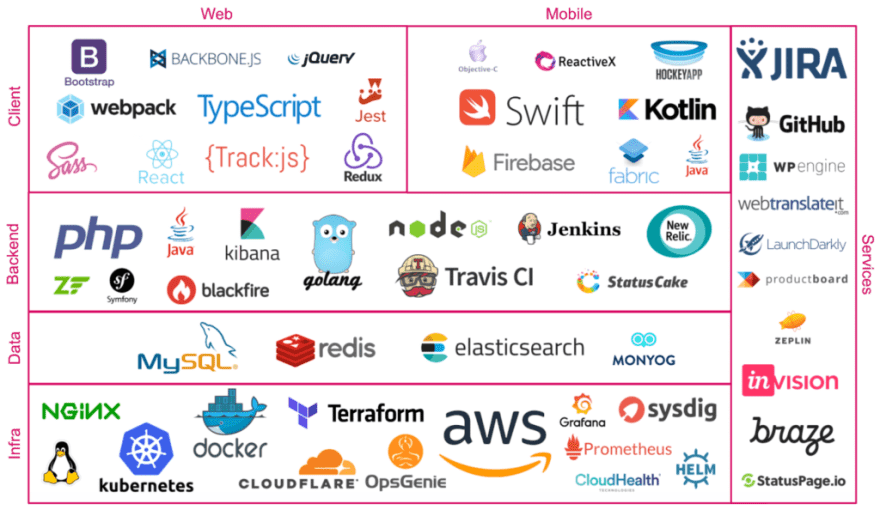 Web
Mobile
Client
Bootstrap
BACKBONE.JS
jQuery
webpack
TypeScript
Jest
Sass
React
{Track:js}
Redux
Objective-C
ReactiveX
HOCKEYAPP
Swift
Kotlin
Firebase
fabric
Java
Backend
php
Java
kibana
golang
node
JS
Jenkins
New
Relic.
ZF
Symfony
blackfire
Travis CI
StatusCake
Data
MySQL®
redis
elasticsearch
MONYOG
Infra
NGINX
docker
Terraform
aws
Grafana
sysdig
kubernetes
CLOUDFLARE®
OpsGenie
Prometheus
CloudHealth
TECHNOLOGIES
HELM
Services
JIRA
GitHub
WP engine
webtranslateit
.com
LaunchDarkly
productboard
ZEPLIN
inVISION
braze
StatusPage.io